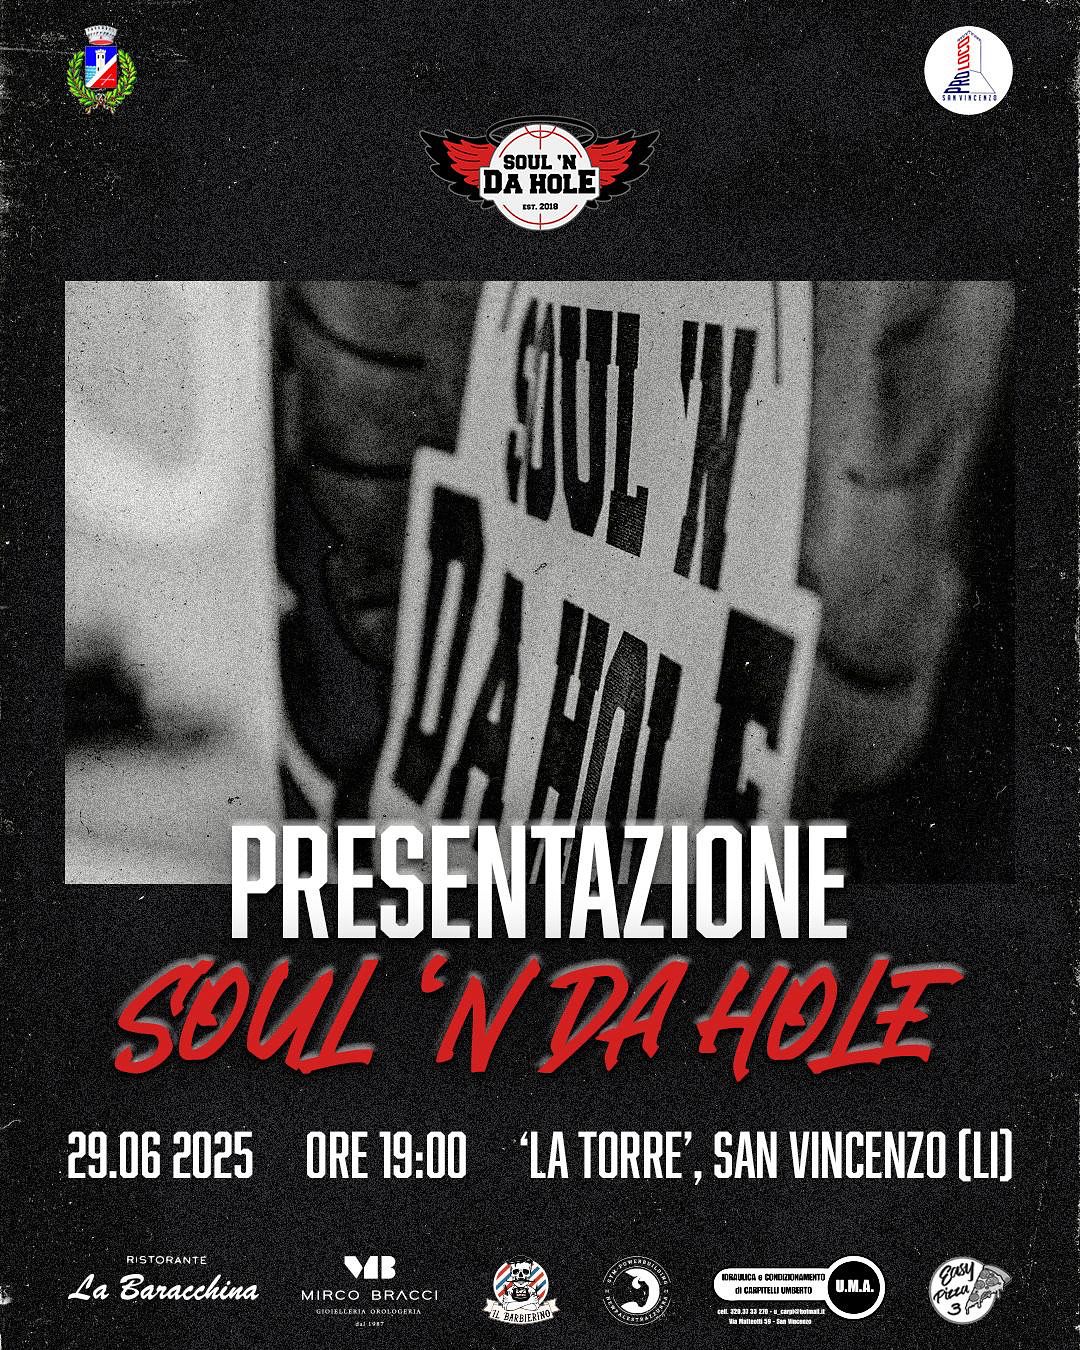 PROLOCO
SAN VINCENZO
SOUL 'N
DA HOLE
EST. 2018
SOUL 'N
DA HOLE
PRESENTAZIONE
SOUL 'N DA HOLE
29.06 2025 ORE 19:00 'LA TORRE', SAN VINCENZO (LI)
RISTORANTE
La Baracchina
MB
MIRCO BRACCI
GIOIELLERIA OROLOGERIA
dal 1987
IL BARBIERINO
IDRAULICA e CONDIZIONAMENTO
di CARPITELLI UMBERTO
U.M.A.
Via Matteotti 59 - San Vincenzo
Easy
Pizza
3